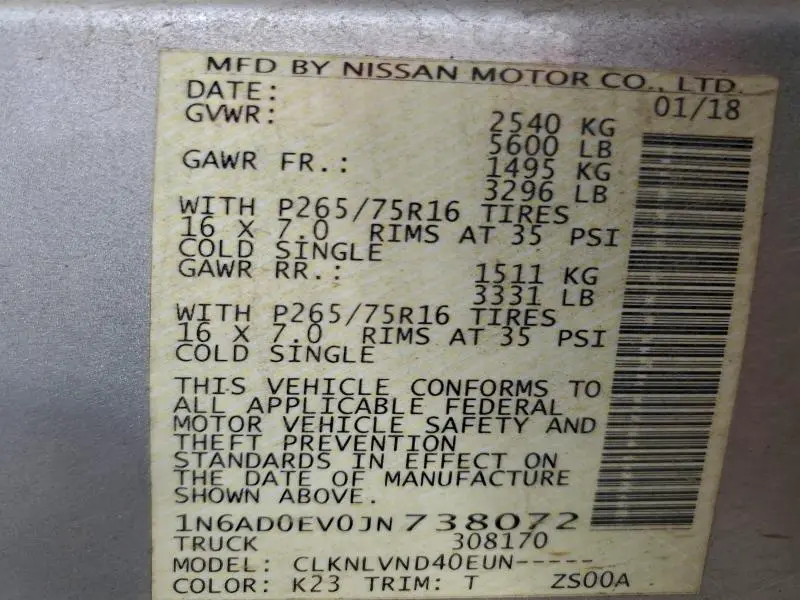 MFD BY NISSAN MOTOR CO., LTD.
DATE: 01/18
GVWR: 2540 KG
5600 LB
GAWR FR.: 1495 KG
3296 LB
WITH P265/75R16 TIRES
16 X 7.0 RIMS AT 35 PSI
COLD SINGLE
GAWR RR.: 1511 KG
3331 LB
WITH P265/75R16 TIRES
16 X 7.0 RIMS AT 35 PSI
COLD SINGLE
THIS VEHICLE CONFORMS TO
ALL APPLICABLE FEDERAL
MOTOR VEHICLE SAFETY AND
THEFT PREVENTION
STANDARDS IN EFFECT ON
THE DATE OF MANUFACTURE
SHOWN ABOVE.
1N6AD0EV0JN738072
TRUCK 308170
MODEL: CLKNLVND40EUN-----
COLOR: K23 TRIM: T ZS00A